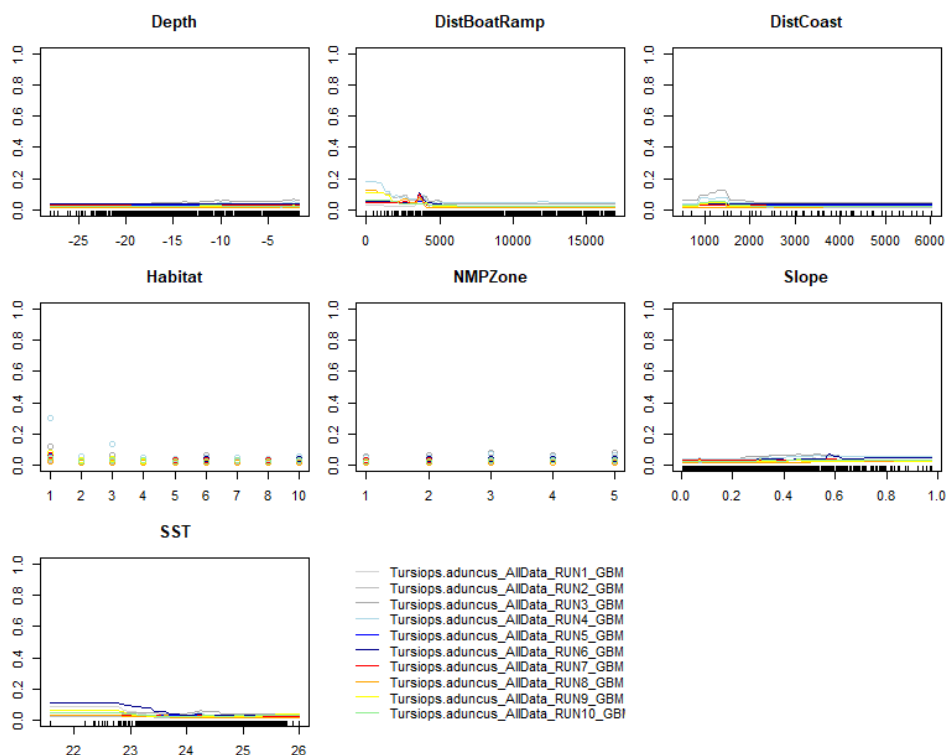 Depth
DistBoatRamp
DistCoast
0.0 0.2 0.4 0.6 0.8 1.0
0.0 0.2 0.4 0.6 0.8 1.0
0.0 0.2 0.4 0.6 0.8 1.0
-25 -20 -15 -10 -5
0 5000 10000 15000
1000 2000 3000 4000 5000 6000
Habitat
NMPZone
Slope
0.0 0.2 0.4 0.6 0.8 1.0
0.0 0.2 0.4 0.6 0.8 1.0
0.0 0.2 0.4 0.6 0.8 1.0
1 2 3 4 5 6 7 8 10
1 2 3 4 5
0.0 0.2 0.4 0.6 0.8 1.0
SST
0.0 0.2 0.4 0.6 0.8 1.0
22 23 24 25 26
Tursiops.aduncus_AllData_RUN1_GBM
Tursiops.aduncus_AllData_RUN2_GBM
Tursiops.aduncus_AllData_RUN3_GBM
Tursiops.aduncus_AllData_RUN4_GBM
Tursiops.aduncus_AllData_RUN5_GBM
Tursiops.aduncus_AllData_RUN6_GBM
Tursiops.aduncus_AllData_RUN7_GBM
Tursiops.aduncus_AllData_RUN8_GBM
Tursiops.aduncus_AllData_RUN9_GBM
Tursiops.aduncus_AllData_RUN10_GBM